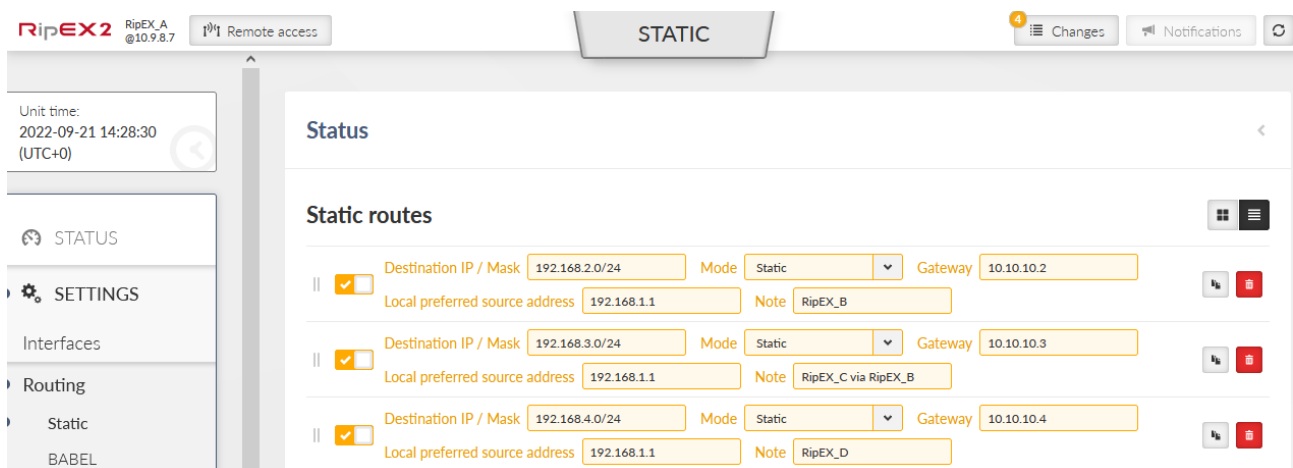 RipEX2 RipEX_A @10.9.8.7 Remote access STATIC 4 Changes Notifications
Unit time:
2022-09-21 14:28:30
(UTC+0)
STATUS
SETTINGS
Interfaces
Routing
Static
BABEL
Status
Static routes
Destination IP / Mask 192.168.2.0/24 Mode Static Gateway 10.10.10.2
Local preferred source address 192.168.1.1 Note RipEX_B
Destination IP / Mask 192.168.3.0/24 Mode Static Gateway 10.10.10.3
Local preferred source address 192.168.1.1 Note RipEX_C via RipEX_B
Destination IP / Mask 192.168.4.0/24 Mode Static Gateway 10.10.10.4
Local preferred source address 192.168.1.1 Note RipEX_D